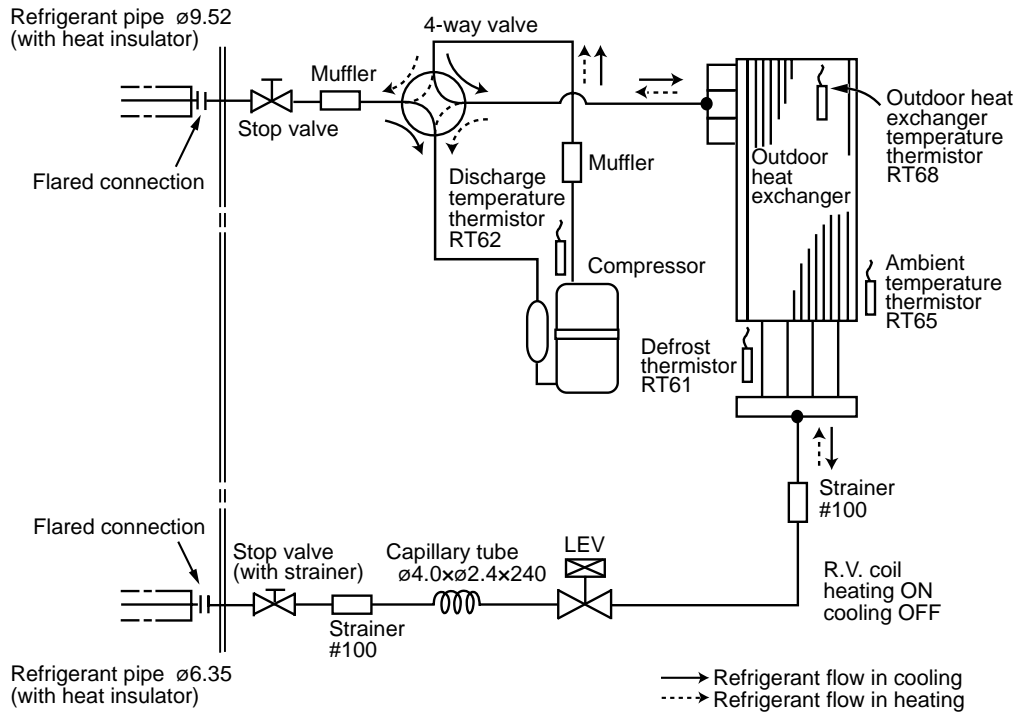 Refrigerant pipe ø9.52
(with heat insulator)
4-way valve
Muffler
Stop valve
Flared connection
Muffler
Discharge
temperature
thermistor
RT62
Compressor
Outdoor
heat
exchanger
Outdoor heat
exchanger
temperature
thermistor
RT68
Ambient
temperature
thermistor
RT65
Defrost
thermistor
RT61
Strainer
#100
Flared connection
Stop valve
(with strainer)
Capillary tube
ø4.0×ø2.4×240
LEV
Strainer
#100
R.V. coil
heating ON
cooling OFF
Refrigerant pipe ø6.35
(with heat insulator)
Refrigerant flow in cooling
Refrigerant flow in heating